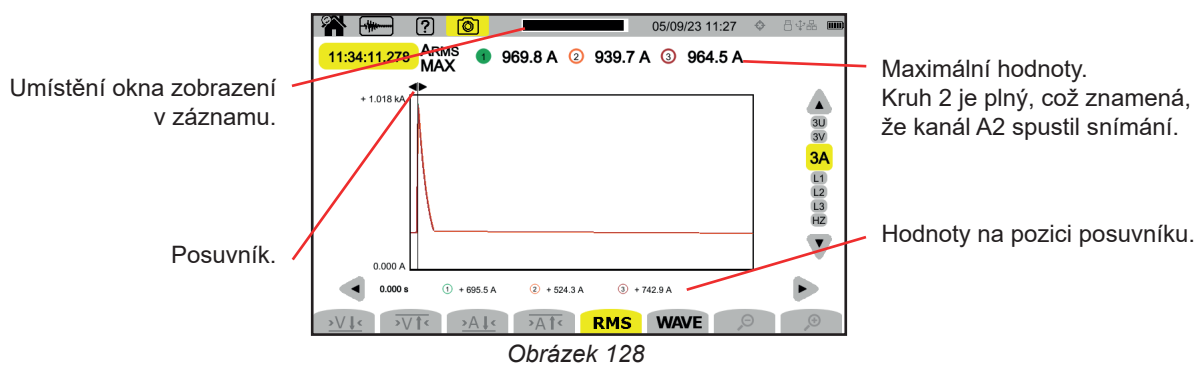 ? 05/09/23 11:27
11:34:11.278 ARMS MAX 1 969.8 A 2 939.7 A 3 964.5 A
Umístění okna zobrazení
v záznamu.
Maximální hodnoty.
Kruh 2 je plný, což znamená,
že kanál A2 spustil snímání.
+ 1.018 kA
3U
3V
3A
L1
L2
L3
HZ
Posuvník.
Hodnoty na pozici posuvníku.
0.000 A
0.000 s 1 + 695.5 A 2 + 524.3 A 3 + 742.9 A
>V↓< >V↑< >A↓< >A↑< RMS WAVE
Obrázek 128